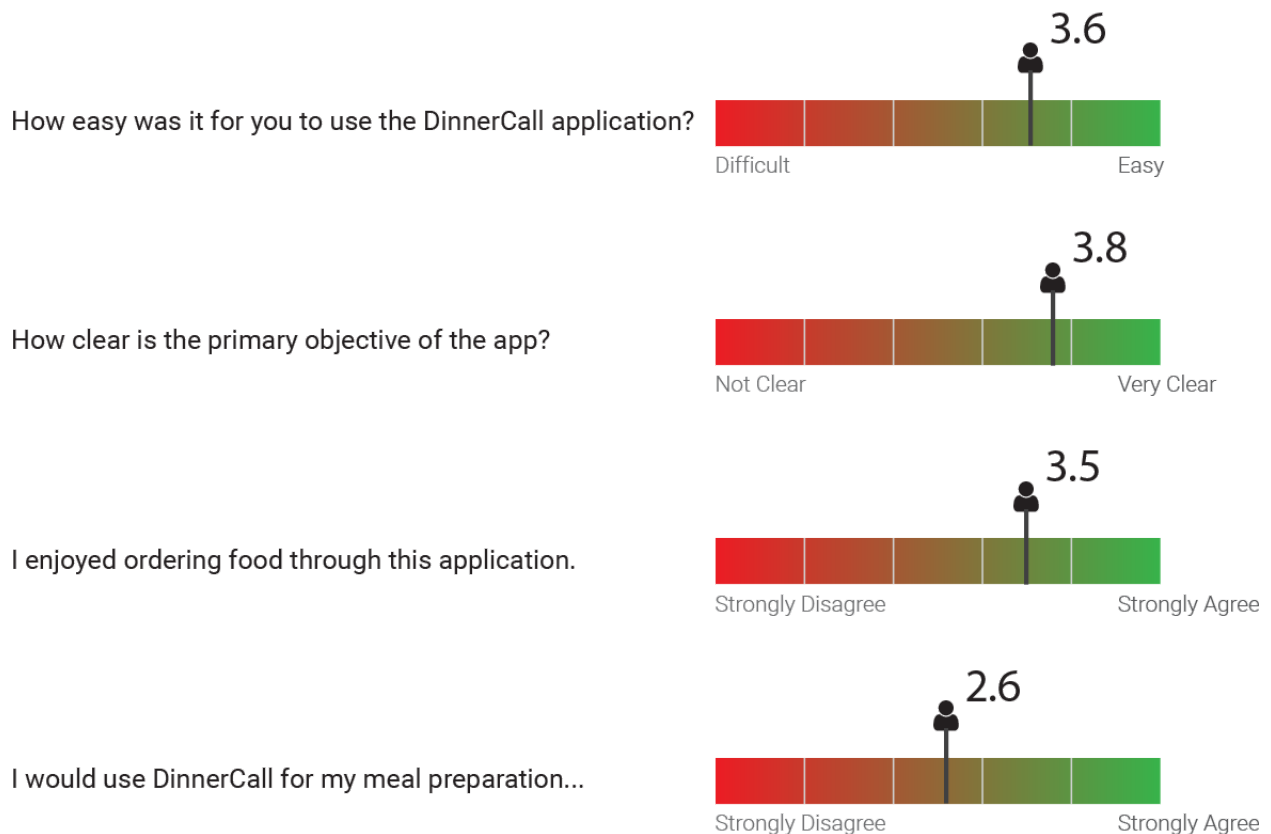 3.6
How easy was it for you to use the DinnerCall application?
Difficult Easy
3.8
How clear is the primary objective of the app?
Not Clear Very Clear
3.5
I enjoyed ordering food through this application.
Strongly Disagree Strongly Agree
2.6
I would use DinnerCall for my meal preparation...
Strongly Disagree Strongly Agree